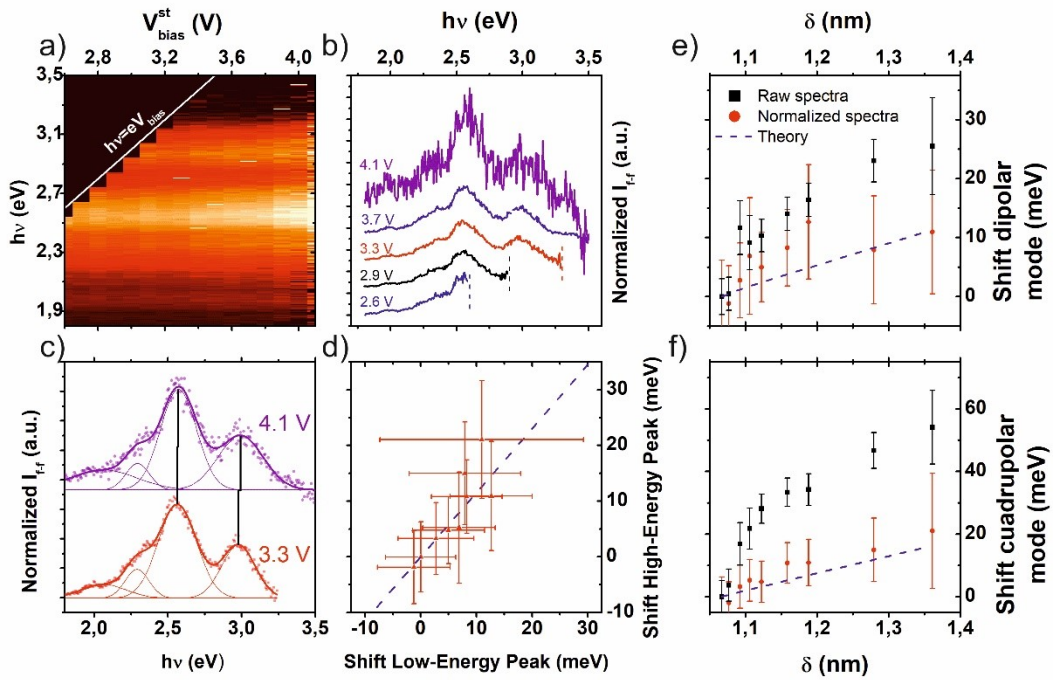 a)
V_bias^st (V)
2,8 3,1 3,4 3,7 4,0
hν (eV)
3,5
3,1
2,7
2,3
1,9
hν=eV_bias
b)
hν (eV)
2,0 2,5 3,0 3,5
4.1 V
3.7 V
3.3 V
2.9 V
2.6 V
Normalized I_f-f (a.u.)
c)
Normalized I_f-f (a.u.)
4.1 V
3.3 V
2,0 2,5 3,0 3,5
hν (eV)
d)
Shift High-Energy Peak (meV)
30
20
10
0
-10
-10 0 10 20 30
Shift Low-Energy Peak (meV)
e)
δ (nm)
1,1 1,2 1,3 1,4
Raw spectra
Normalized spectra
Theory
30
20
10
0
Shift dipolar
mode (meV)
f)
60
40
20
0
Shift cuadrupolar
mode (meV)
1,1 1,2 1,3 1,4
δ (nm)